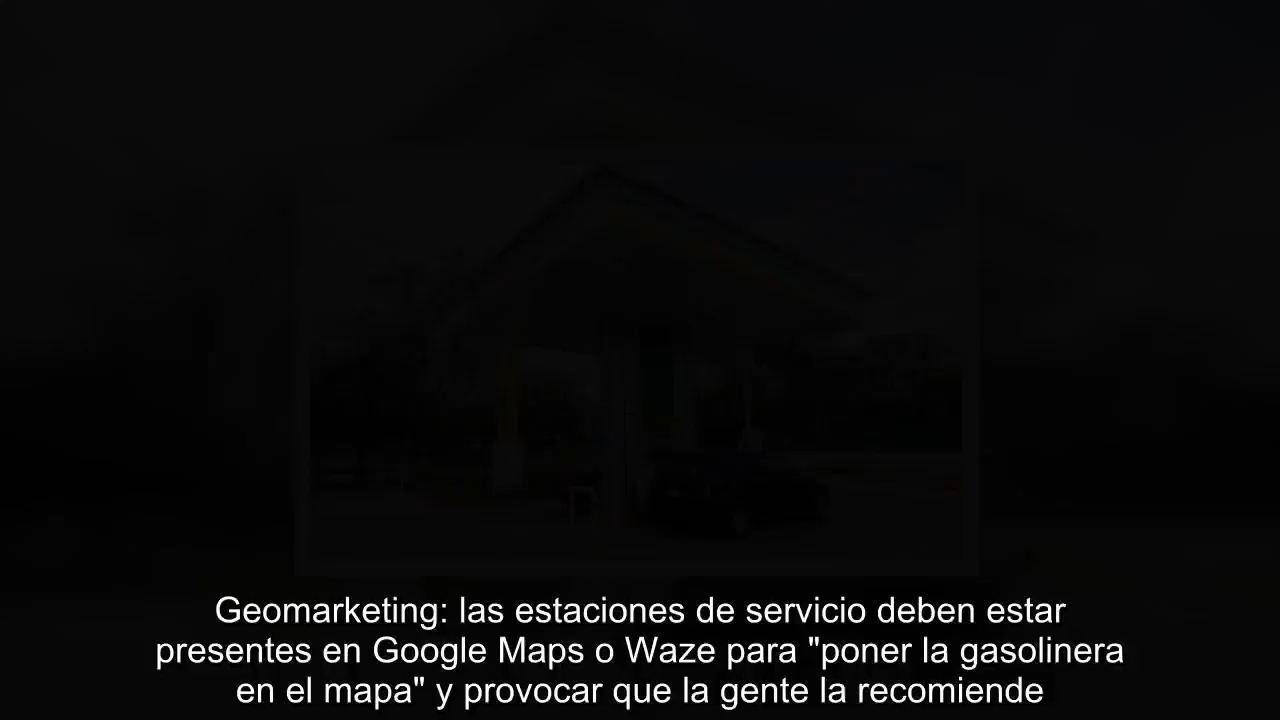 Geomarketing: las estaciones de servicio deben estar
presentes en Google Maps o Waze para "poner la gasolinera
en el mapa" y provocar que la gente la recomiende